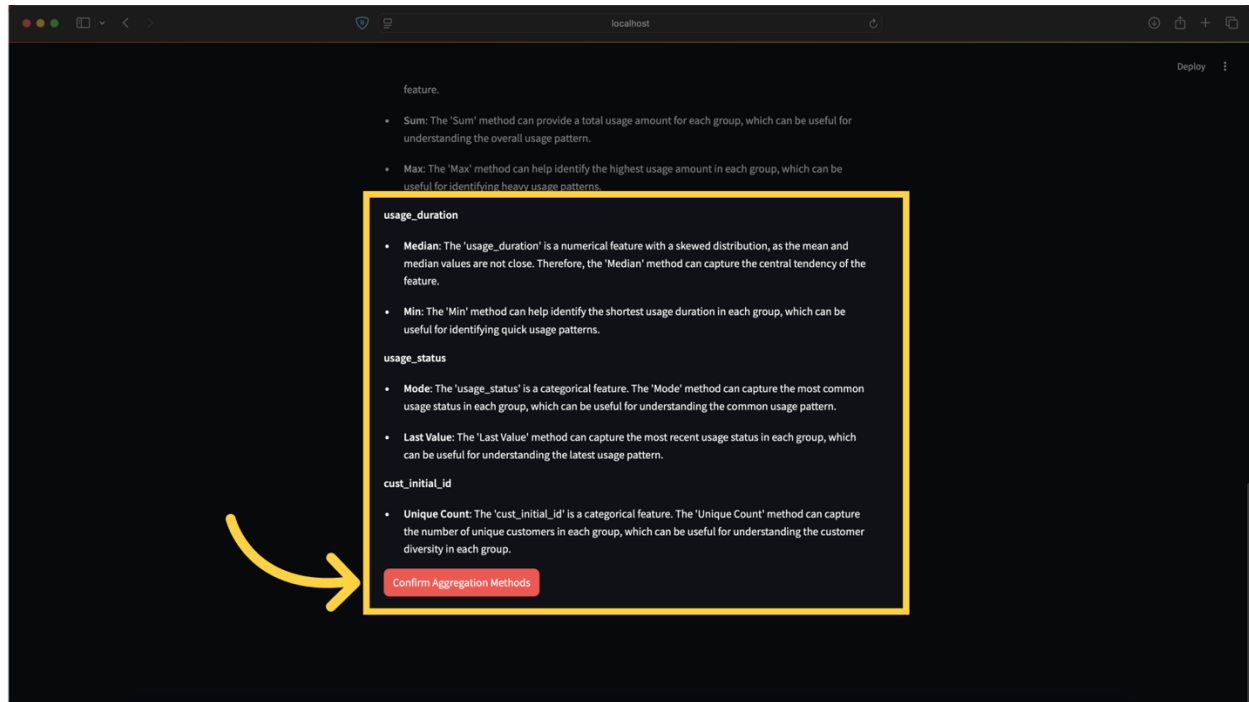 localhost
Deploy
feature.
• Sum: The 'Sum' method can provide a total usage amount for each group, which can be useful for
understanding the overall usage pattern.
• Max: The 'Max' method can help identify the highest usage amount in each group, which can be
useful for identifying heavy usage patterns.
usage_duration
• Median: The 'usage_duration' is a numerical feature with a skewed distribution, as the mean and
median values are not close. Therefore, the 'Median' method can capture the central tendency of the
feature.
• Min: The 'Min' method can help identify the shortest usage duration in each group, which can be
useful for identifying quick usage patterns.
usage_status
• Mode: The 'usage_status' is a categorical feature. The 'Mode' method can capture the most common
usage status in each group, which can be useful for understanding the common usage pattern.
• Last Value: The 'Last Value' method can capture the most recent usage status in each group, which
can be useful for understanding the latest usage pattern.
cust_initial_id
• Unique Count: The 'cust_initial_id' is a categorical feature. The 'Unique Count' method can capture
the number of unique customers in each group, which can be useful for understanding the customer
diversity in each group.
Confirm Aggregation Methods